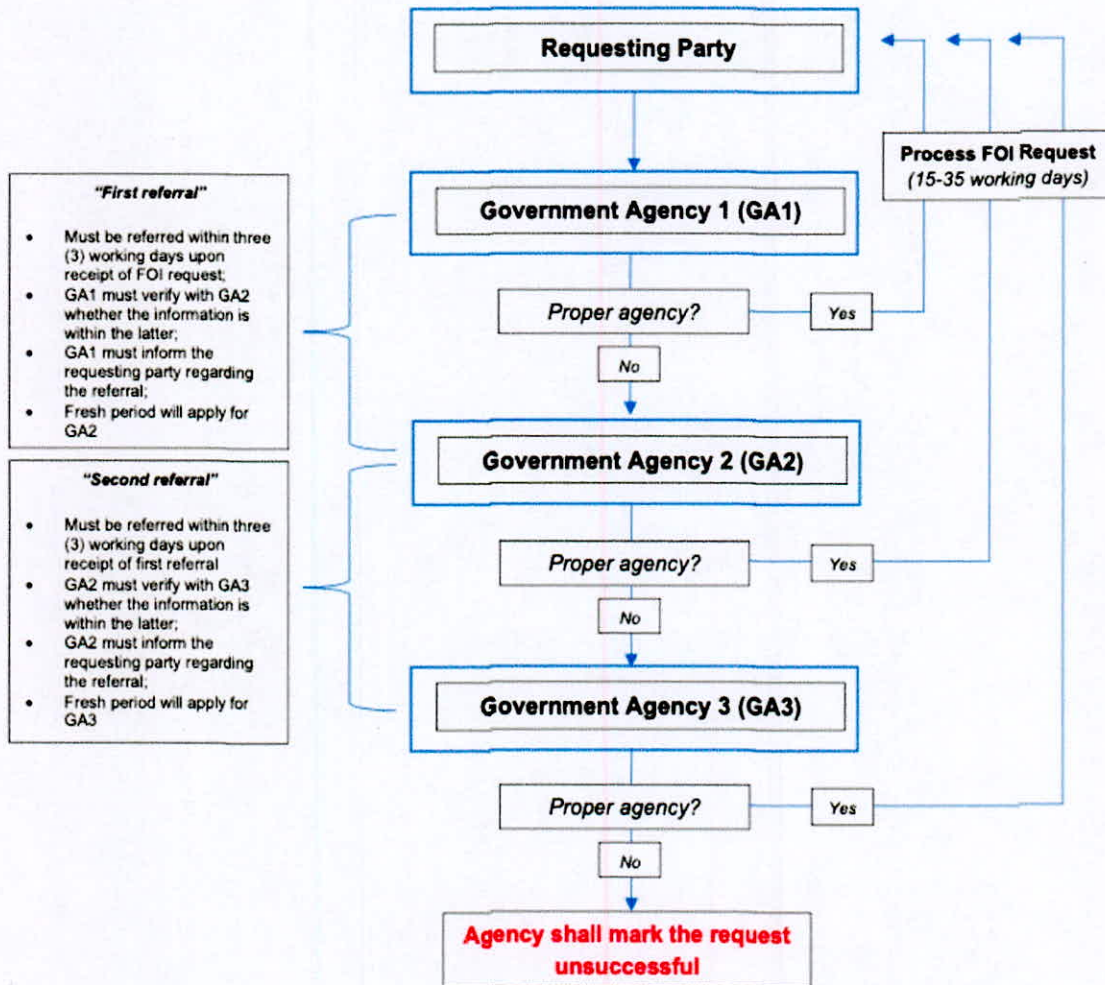 Requesting Party
Process FOI Request
(15-35 working days)
Government Agency 1 (GA1)
Proper agency?
Yes
No
"First referral"
• Must be referred within three
(3) working days upon
receipt of FOI request;
• GA1 must verify with GA2
whether the information is
within the latter;
• GA1 must inform the
requesting party regarding
the referral;
• Fresh period will apply for
GA2
Government Agency 2 (GA2)
Proper agency?
Yes
No
"Second referral"
• Must be referred within three
(3) working days upon
receipt of first referral
• GA2 must verify with GA3
whether the information is
within the latter;
• GA2 must inform the
requesting party regarding
the referral;
• Fresh period will apply for
GA3
Government Agency 3 (GA3)
Proper agency?
Yes
No
Agency shall mark the request
unsuccessful